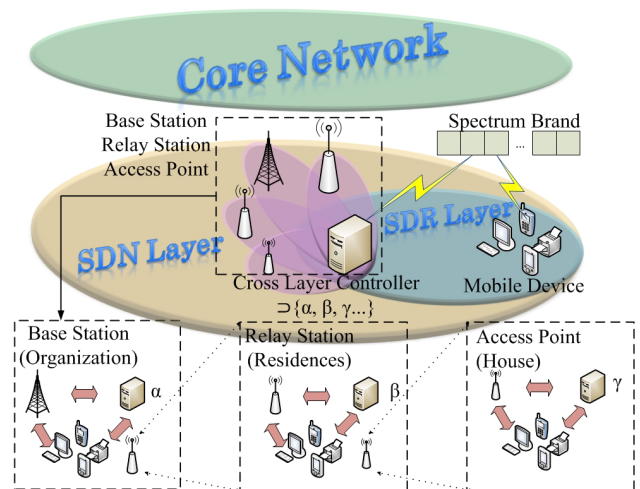 Core Network
Base Station
Relay Station
Access Point
Spectrum Brand
...
SDN Layer
SDR Layer
Cross Layer Controller
⊃{α, β, γ...}
Mobile Device
Base Station
(Organization)
α
Relay Station
(Residences)
β
Access Point
(House)
γ